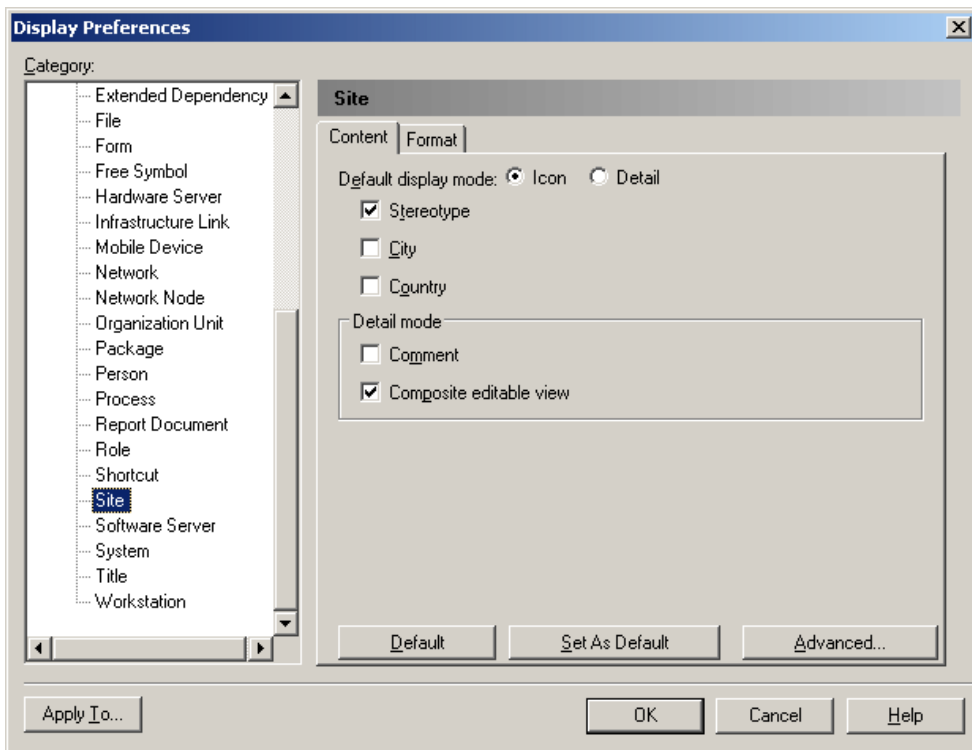 Display Preferences
Category:
Extended Dependency
File
Form
Free Symbol
Hardware Server
Infrastructure Link
Mobile Device
Network
Network Node
Organization Unit
Package
Person
Process
Report Document
Role
Shortcut
Site
Software Server
System
Title
Workstation
Site
Content Format
Default display mode: Icon Detail
Stereotype
City
Country
Detail mode
Comment
Composite editable view
Default Set As Default Advanced...
Apply To... OK Cancel Help